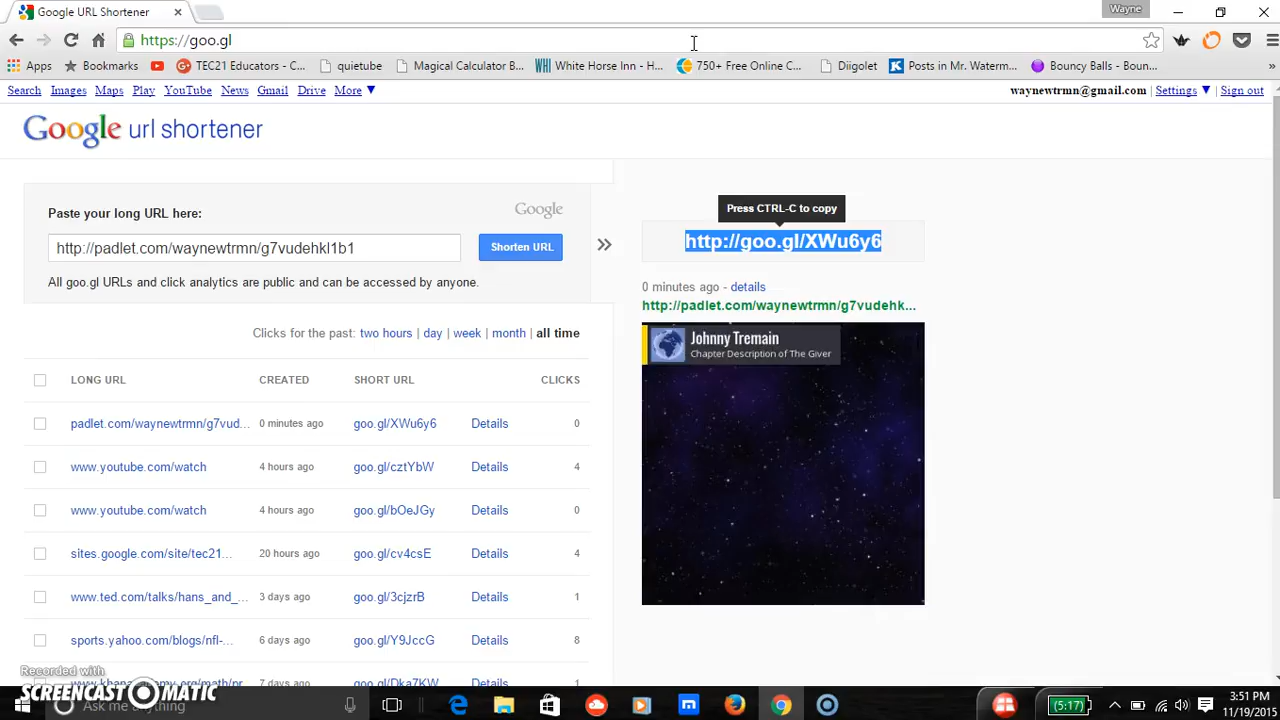 Google URL Shortener
Wayne
https://goo.gl
Apps
Bookmarks
TEC21 Educators - C...
quietube
Magical Calculator B...
WH White Horse Inn - H...
750+ Free Online C...
Diigolet
K Posts in Mr. Waterm...
Bouncy Balls - Boun...
»
Search Images Maps Play YouTube News Gmail Drive More ▼
waynewtrmn@gmail.com | Settings ▼ | Sign out
Google url shortener
Paste your long URL here:
Google
http://padlet.com/waynewtrmn/g7vudehkl1b1
Shorten URL
All goo.gl URLs and click analytics are public and can be accessed by anyone.
»
Press CTRL-C to copy
http://goo.gl/XWu6y6
0 minutes ago - details
http://padlet.com/waynewtrmn/g7vudehk...
Johnny Tremain
Chapter Description of The Giver
Clicks for the past: two hours | day | week | month | all time
LONG URL CREATED SHORT URL CLICKS
padlet.com/waynewtrmn/g7vud... 0 minutes ago goo.gl/XWu6y6 Details 0
www.youtube.com/watch 4 hours ago goo.gl/cztYbW Details 4
www.youtube.com/watch 4 hours ago goo.gl/bOeJGy Details 0
sites.google.com/site/tec21... 20 hours ago goo.gl/cv4csE Details 4
www.ted.com/talks/hans_and_... 3 days ago goo.gl/3cjzrB Details 1
sports.yahoo.com/blogs/nfl-... 6 days ago goo.gl/Y9JccG Details 8
7 days ago goo.gl/Dka7KW Details 1
Recorded with
SCREENCAST-O-MATIC
Ask me anything
(5:17)
3:51 PM
11/19/2015